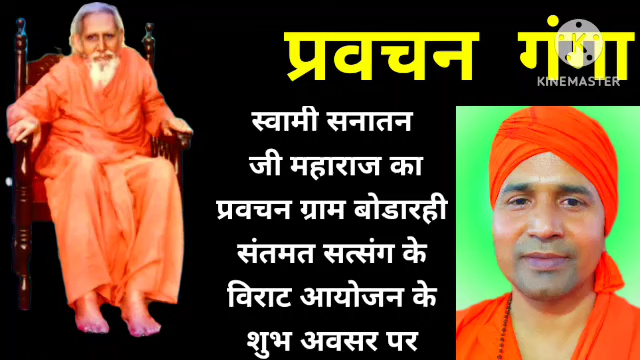 प्रवचन गंगा
KINEMASTER
स्वामी सनातन
जी महाराज का
प्रवचन ग्राम बोडारही
संतमत सत्संग के
विराट आयोजन के
शुभ अवसर पर